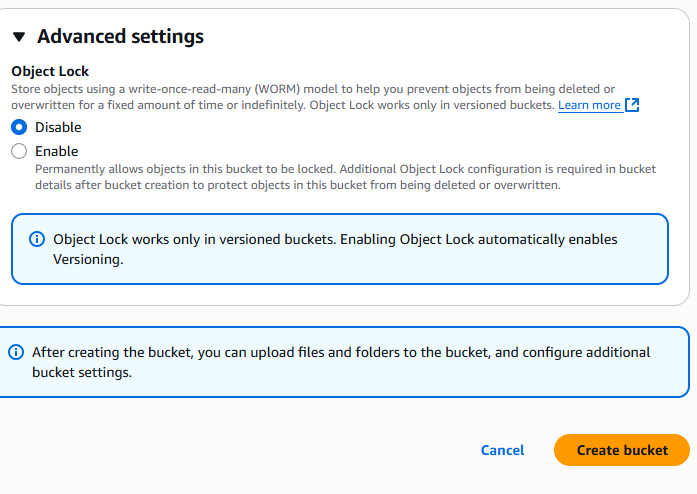 Advanced settings
Object Lock
Store objects using a write-once-read-many (WORM) model to help you prevent objects from being deleted or
overwritten for a fixed amount of time or indefinitely. Object Lock works only in versioned buckets. Learn more
Disable
Enable
Permanently allows objects in this bucket to be locked. Additional Object Lock configuration is required in bucket
details after bucket creation to protect objects in this bucket from being deleted or overwritten.
Object Lock works only in versioned buckets. Enabling Object Lock automatically enables
Versioning.
After creating the bucket, you can upload files and folders to the bucket, and configure additional
bucket settings.
Cancel
Create bucket